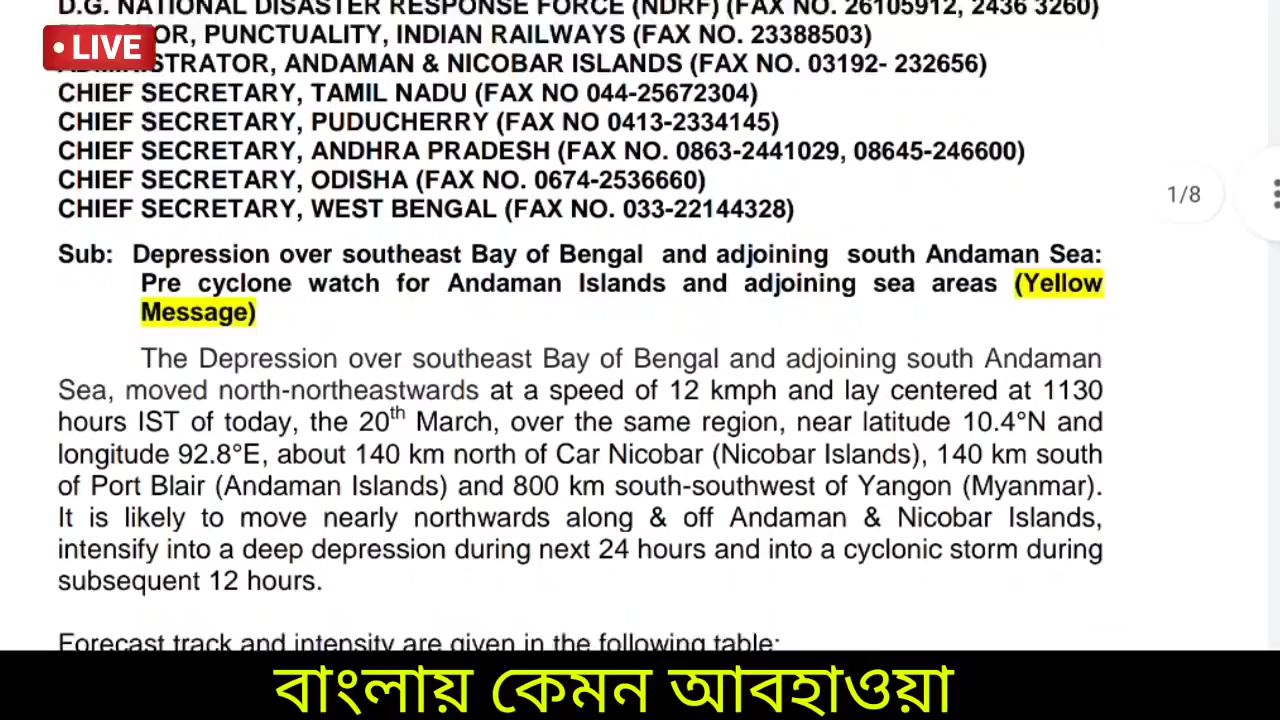 D.G. NATIONAL DISASTER RESPONSE FORCE (NDRF) (FAX NO. 26105912, 2436 3260)
• LIVE
OR, PUNCTUALITY, INDIAN RAILWAYS (FAX NO. 23388503)
ADMINISTRATOR, ANDAMAN & NICOBAR ISLANDS (FAX NO. 03192- 232656)
CHIEF SECRETARY, TAMIL NADU (FAX NO 044-25672304)
CHIEF SECRETARY, PUDUCHERRY (FAX NO 0413-2334145)
CHIEF SECRETARY, ANDHRA PRADESH (FAX NO. 0863-2441029, 08645-246600)
CHIEF SECRETARY, ODISHA (FAX NO. 0674-2536660)
CHIEF SECRETARY, WEST BENGAL (FAX NO. 033-22144328)
1/8
Sub: Depression over southeast Bay of Bengal and adjoining south Andaman Sea:
Pre cyclone watch for Andaman Islands and adjoining sea areas (Yellow
Message)
The Depression over southeast Bay of Bengal and adjoining south Andaman
Sea, moved north-northeastwards at a speed of 12 kmph and lay centered at 1130
hours IST of today, the 20th March, over the same region, near latitude 10.4°N and
longitude 92.8°E, about 140 km north of Car Nicobar (Nicobar Islands), 140 km south
of Port Blair (Andaman Islands) and 800 km south-southwest of Yangon (Myanmar).
It is likely to move nearly northwards along & off Andaman & Nicobar Islands,
intensify into a deep depression during next 24 hours and into a cyclonic storm during
subsequent 12 hours.
Forecast track and intensity are given in the following table:
বাংলায় কেমন আবহাওয়া